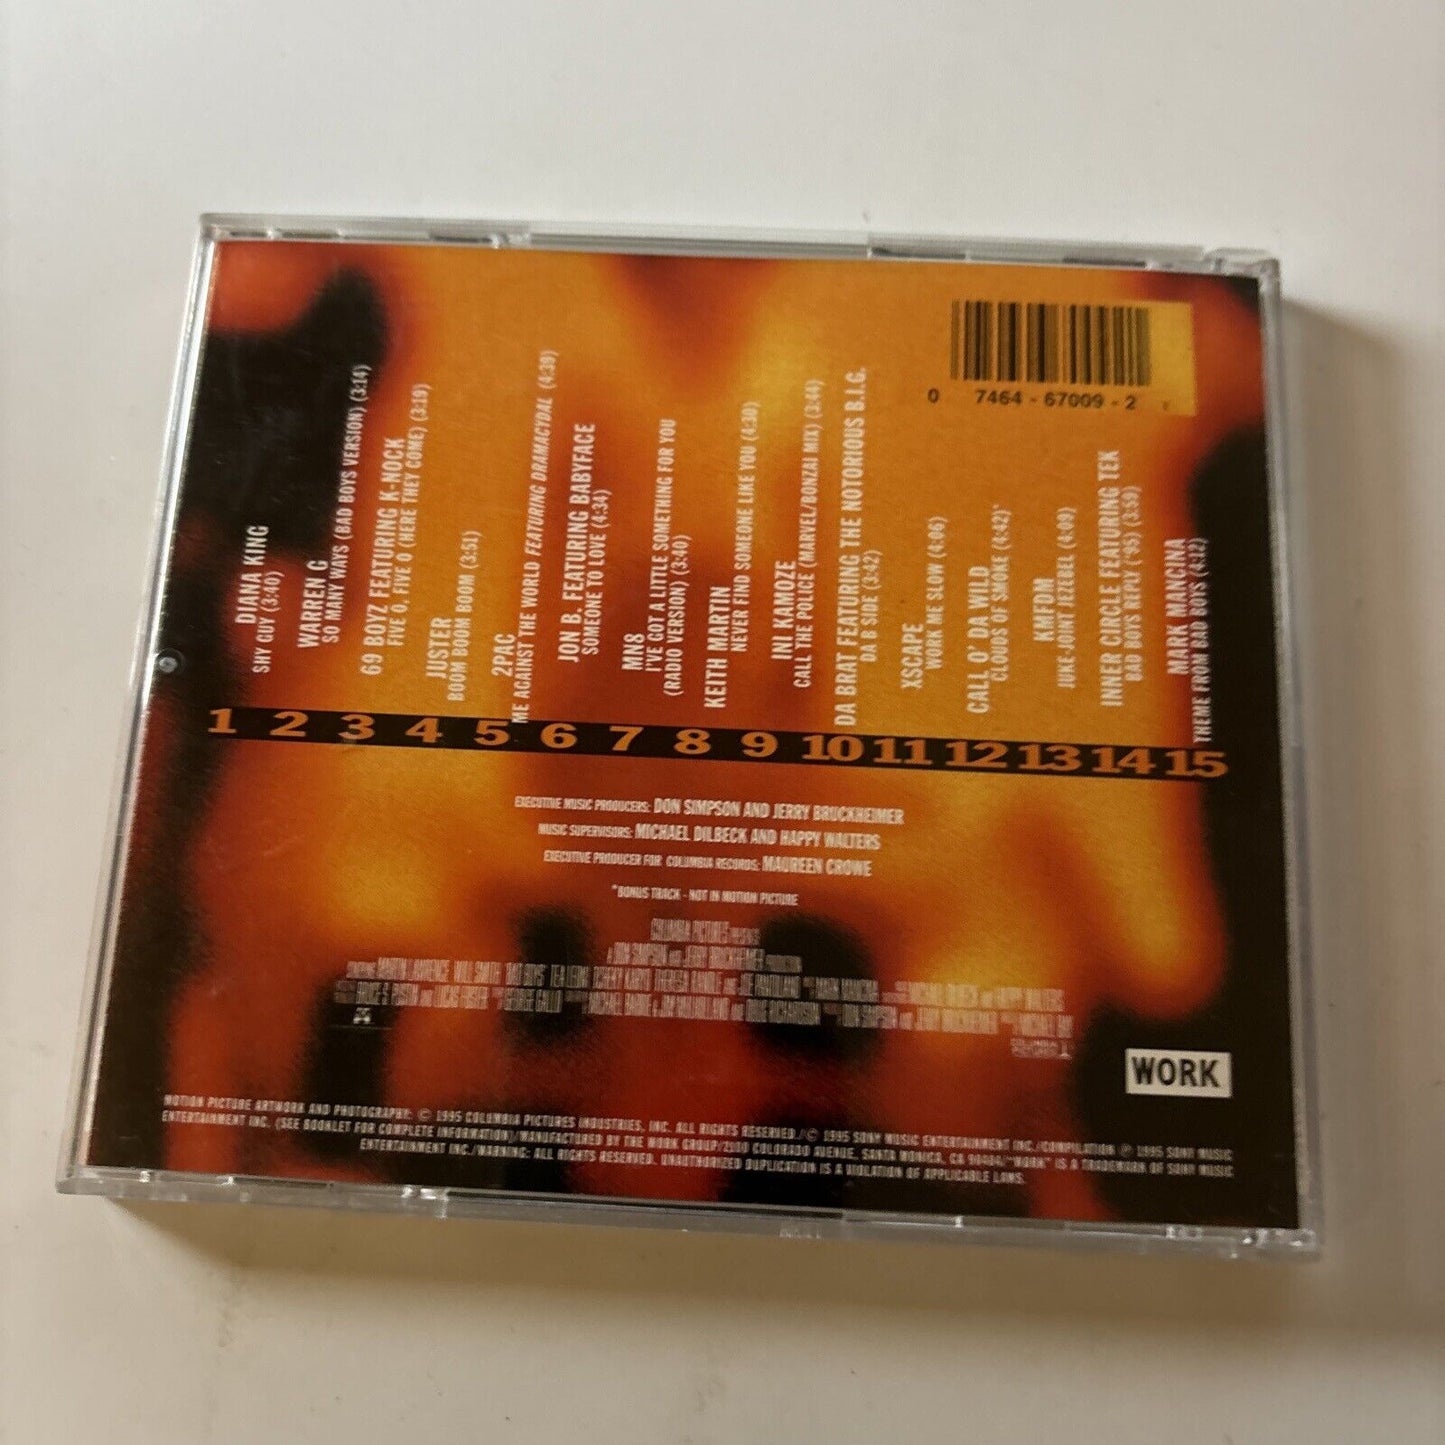 0 7464 - 67009 - 2
DIANA KING
SHY GUY (3:40)
WARREN G
SO MANY WAYS (BAD BOYS VERSION) (3:14)
69 BOYZ FEATURING K-NOCK
FIVE O, FIVE O (HERE THEY COME) (3:19)
JUSTER
BOOM BOOM BOOM (3:51)
2PAC
ME AGAINST THE WORLD FEATURING DRAMACYDAL (4:39)
JON B. FEATURING BABYFACE
SOMEONE TO LOVE (4:34)
MN8
I'VE GOT A LITTLE SOMETHING FOR YOU
(RADIO VERSION) (3:40)
KEITH MARTIN
NEVER FIND SOMEONE LIKE YOU (4:30)
INI KAMOZE
CALL THE POLICE (MARVEL/BONZAI MIX) (3:44)
DA BRAT FEATURING THE NOTORIOUS B.I.G.
DA B SIDE (3:42)
XSCAPE
WORK ME SLOW (4:06)
CALL O' DA WILD
CLOUDS OF SMOKE (4:42)*
KMFDM
JUKE-JOINT JEZEBEL (4:09)
INNER CIRCLE FEATURING TEK
BAD BOYS REPLY ('95) (3:59)
MARK MANCINA
THEME FROM BAD BOYS (4:12)
1 2 3 4 5 6 7 8 9 10 11 12 13 14 15
EXECUTIVE MUSIC PRODUCERS: DON SIMPSON AND JERRY BRUCKHEIMER
MUSIC SUPERVISORS: MICHAEL DILBECK AND HAPPY WALTERS
EXECUTIVE PRODUCER FOR COLUMBIA RECORDS: MAUREEN CROWE
*BONUS TRACK - NOT IN MOTION PICTURE
COLUMBIA PICTURES PRESENTS
COLUMBIA
PICTURES
WORK
MOTION PICTURE ARTWORK AND PHOTOGRAPHY: © 1995 COLUMBIA PICTURES INDUSTRIES, INC. ALL RIGHTS RESERVED./© 1995 SONY MUSIC ENTERTAINMENT INC./COMPILATION ℗ 1995 SONY MUSIC
ENTERTAINMENT INC. (SEE BOOKLET FOR COMPLETE INFORMATION)/MANUFACTURED BY THE WORK GROUP/2100 COLORADO AVENUE, SANTA MONICA, CA 90404/"WORK" IS A TRADEMARK OF SONY MUSIC
ENTERTAINMENT INC./WARNING: ALL RIGHTS RESERVED. UNAUTHORIZED DUPLICATION IS A VIOLATION OF APPLICABLE LAWS.